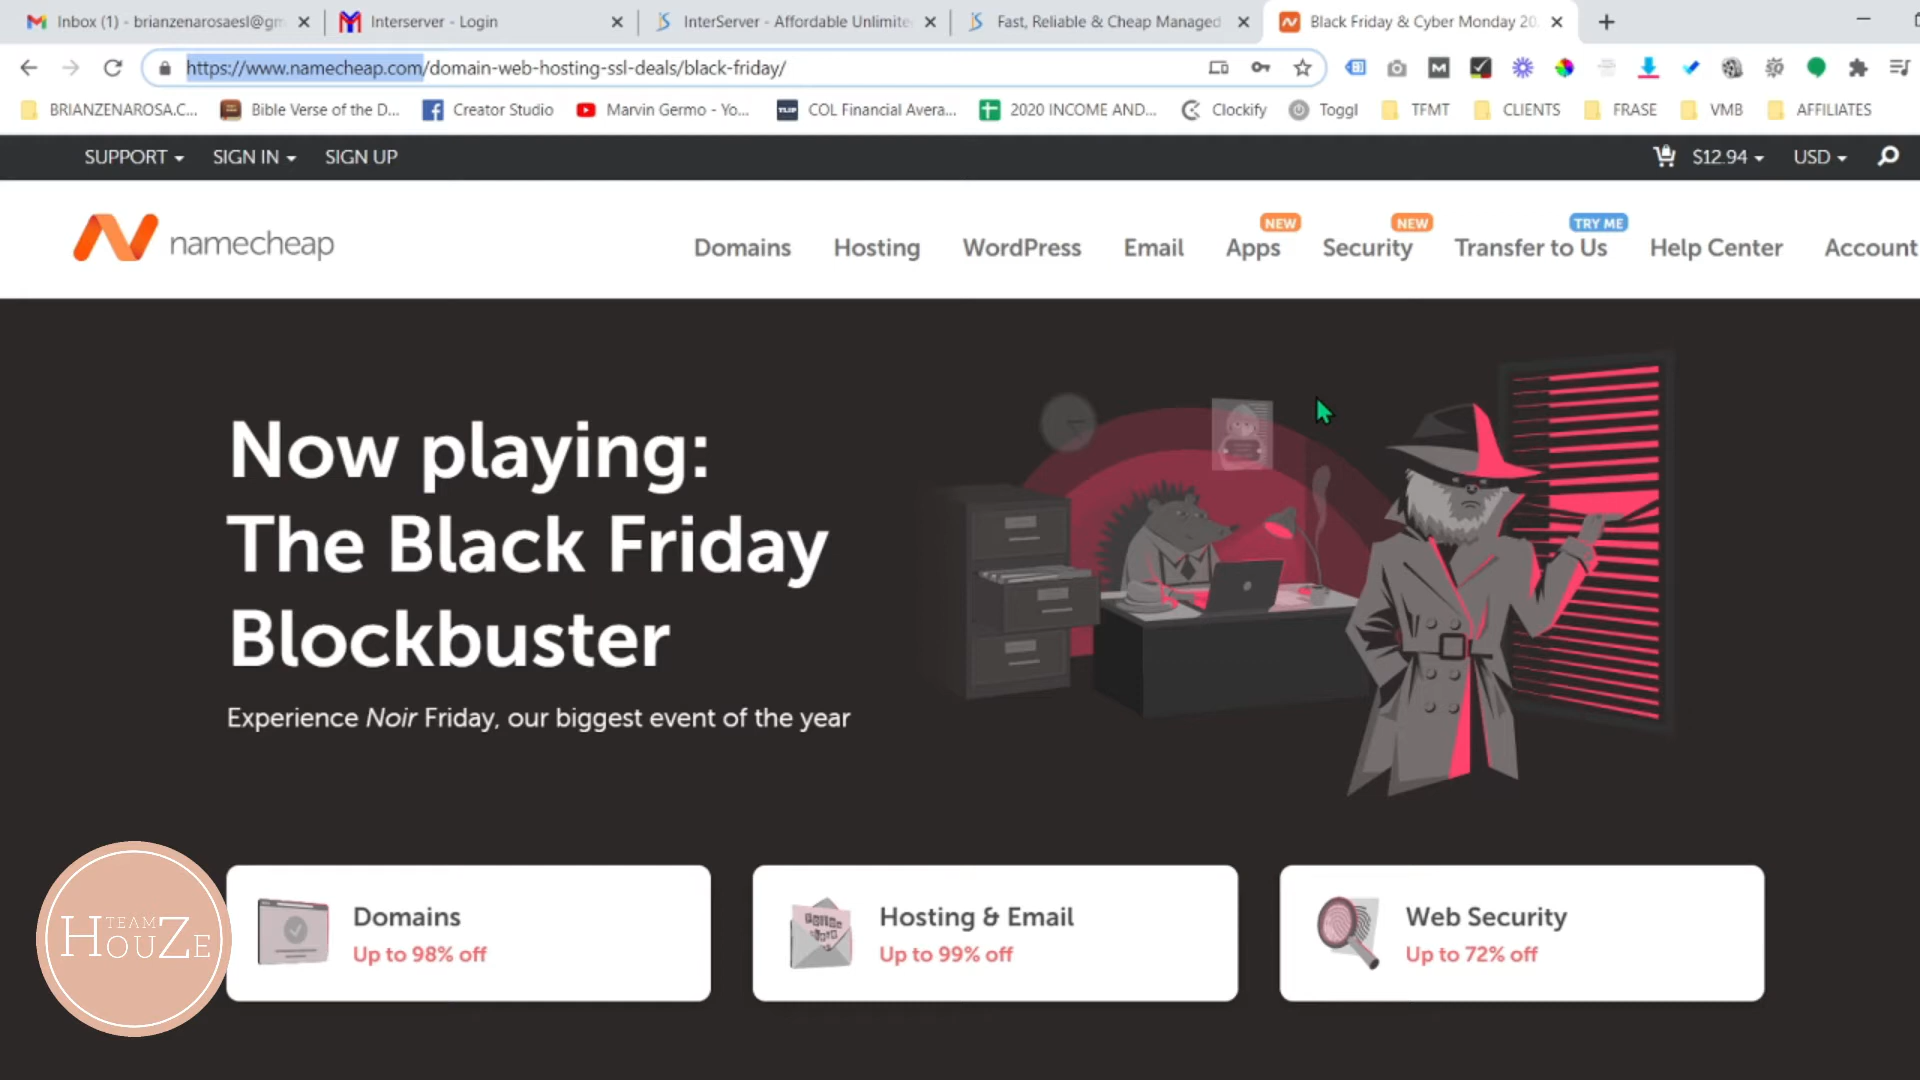 Inbox (1) - brianzenarosaesl@gm
Interserver - Login
InterServer - Affordable Unlimite
Fast, Reliable & Cheap Managed
Black Friday & Cyber Monday 20
https://www.namecheap.com/domain-web-hosting-ssl-deals/black-friday/
BRIANZENAROSA.C...
Bible Verse of the D...
Creator Studio
Marvin Germo - Yo...
COL Financial Avera...
2020 INCOME AND...
Clockify
Toggl
TFMT
CLIENTS
FRASE
VMB
AFFILIATES
SUPPORT
SIGN IN
SIGN UP
$12.94
USD
namecheap
Domains
Hosting
WordPress
Email
Apps
NEW
Security
NEW
Transfer to Us
TRY ME
Help Center
Account
Now playing:
The Black Friday
Blockbuster
Experience Noir Friday, our biggest event of the year
TEAM
HOUZE
Domains
Up to 98% off
Hosting & Email
Up to 99% off
Web Security
Up to 72% off